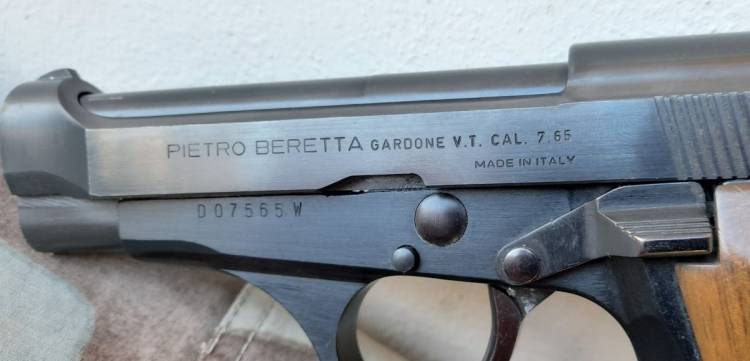 PIETRO BERETTA GARDONE V.T. CAL. 7.65
MADE IN ITALY
D07565W